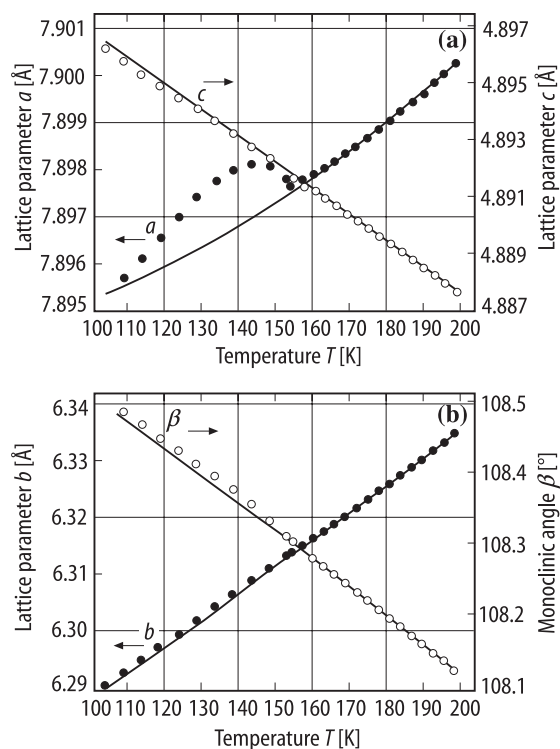 (a)
Lattice parameter a [Å]
7.901
7.900
7.899
7.898
7.897
7.896
7.895
Lattice parameter c [Å]
4.897
4.895
4.893
4.891
4.889
4.887
c
a
100 110 120 130 140 150 160 170 180 190 200
Temperature T [K]
(b)
Lattice parameter b [Å]
6.34
6.33
6.32
6.31
6.30
6.29
Monoclinic angle β [°]
108.5
108.4
108.3
108.2
108.1
β
b
100 110 120 130 140 150 160 170 180 190 200
Temperature T [K]